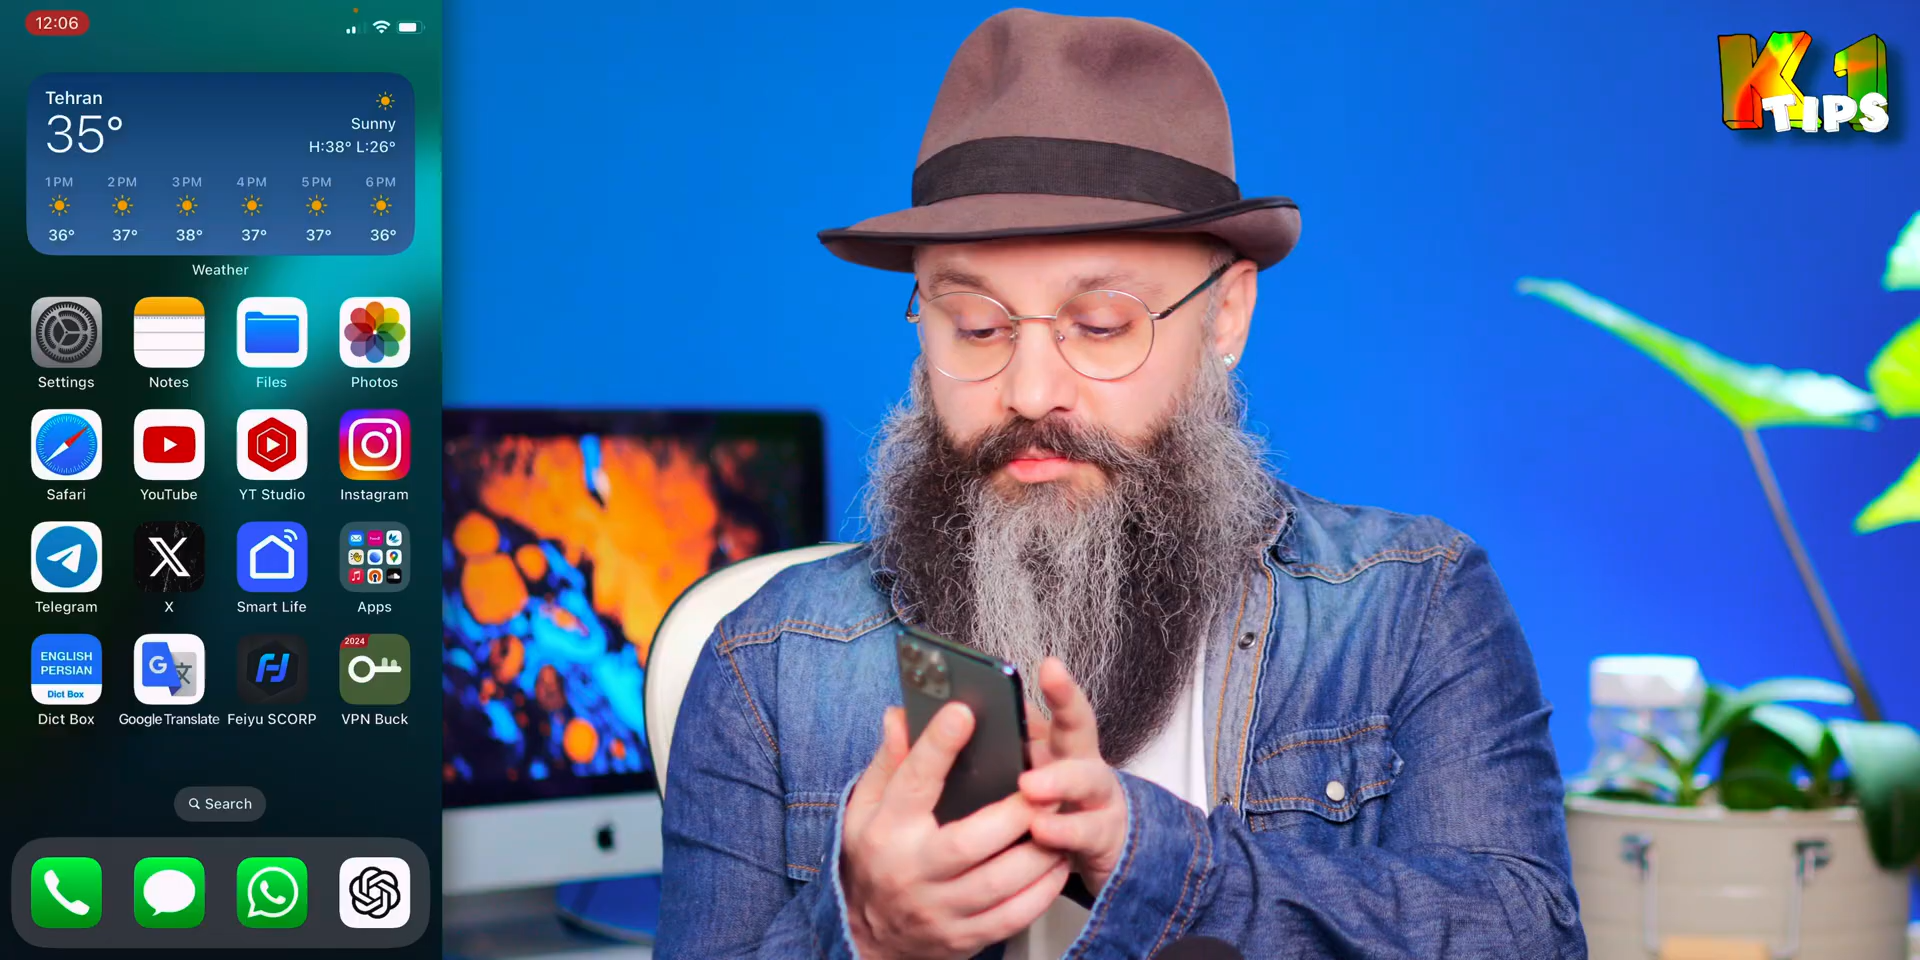 12:06
Tehran
35°
Sunny
H:38° L:26°
1 PM 2 PM 3 PM 4 PM 5 PM 6 PM
36° 37° 38° 37° 37° 36°
Weather
Settings Notes Files Photos
Safari YouTube YT Studio Instagram
Telegram X Smart Life Apps
ENGLISH
PERSIAN
Dict Box
G
2024
Dict Box Google Translate Feiyu SCORP VPN Buck
Search
K1
TIPS